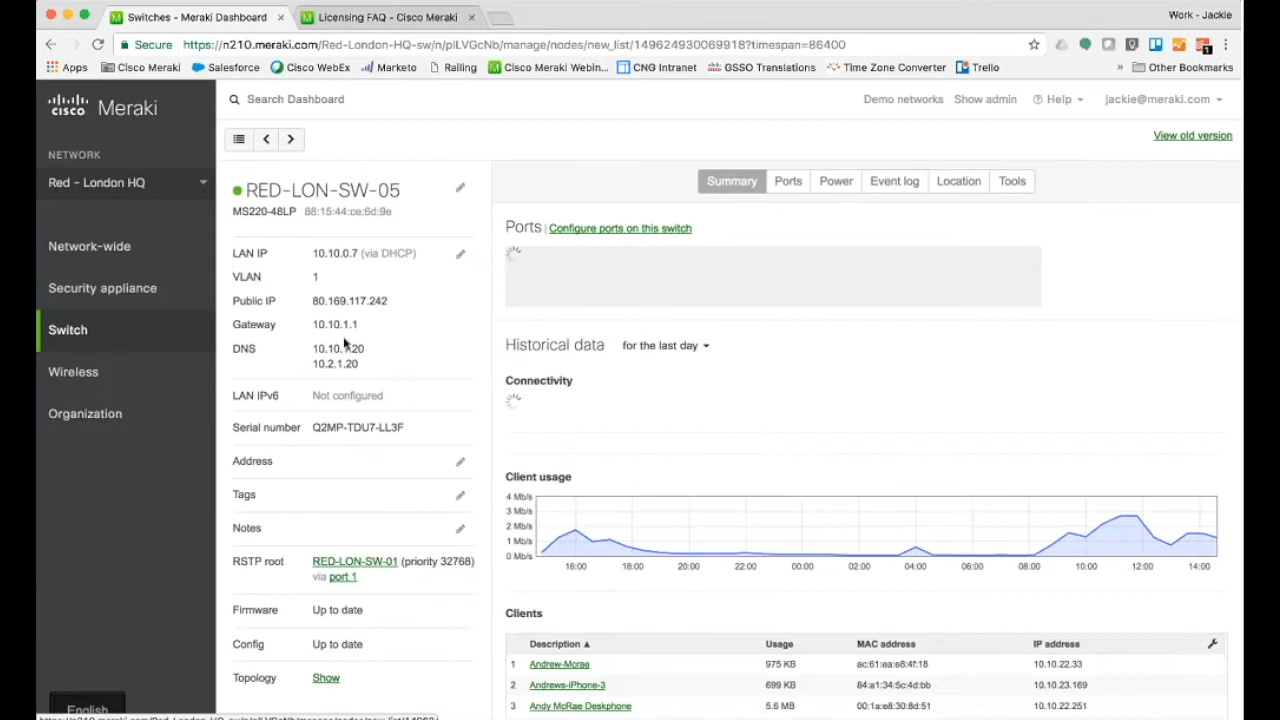 Switches - Meraki Dashboard
Licensing FAQ - Cisco Meraki
Work - Jackie
Secure
https://n210.meraki.com/Red-London-HQ-sw/n/piLVGcNb/manage/nodes/new_list/149624930069918?timespan=86400
Apps Cisco Meraki Salesforce Cisco WebEx Marketo Railing Cisco Meraki Webin... CNG Intranet GSSO Translations Time Zone Converter Trello » Other Bookmarks
cisco Meraki
Search Dashboard
Demo networks Show admin Help jackie@meraki.com
NETWORK
Red - London HQ
Network-wide
Security appliance
Switch
Wireless
Organization
English
View old version
RED-LON-SW-05
MS220-48LP 88:15:44:ce:6d:9e
LAN IP 10.10.0.7 (via DHCP)
VLAN 1
Public IP 80.169.117.242
Gateway 10.10.1.1
DNS 10.10.1.20
10.2.1.20
LAN IPv6 Not configured
Serial number Q2MP-TDU7-LL3F
Address
Tags
Notes
RSTP root RED-LON-SW-01 (priority 32768)
via port 1
Firmware Up to date
Config Up to date
Topology Show
Summary Ports Power Event log Location Tools
Ports | Configure ports on this switch
Historical data for the last day
Connectivity
Client usage
4 Mb/s
3 Mb/s
2 Mb/s
1 Mb/s
0 Mb/s
16:00 18:00 20:00 22:00 00:00 02:00 04:00 06:00 08:00 10:00 12:00 14:00
Clients
Description ▲ Usage MAC address IP address
1 Andrew-Mcrae 975 KB ac:61:ea:e8:4f:18 10.10.22.33
2 Andrews-iPhone-3 699 KB 84:a1:34:5c:4d:bb 10.10.23.169
3 Andy McRae Deskphone 5.6 MB 00:1a:e8:30:8d:51 10.10.22.251